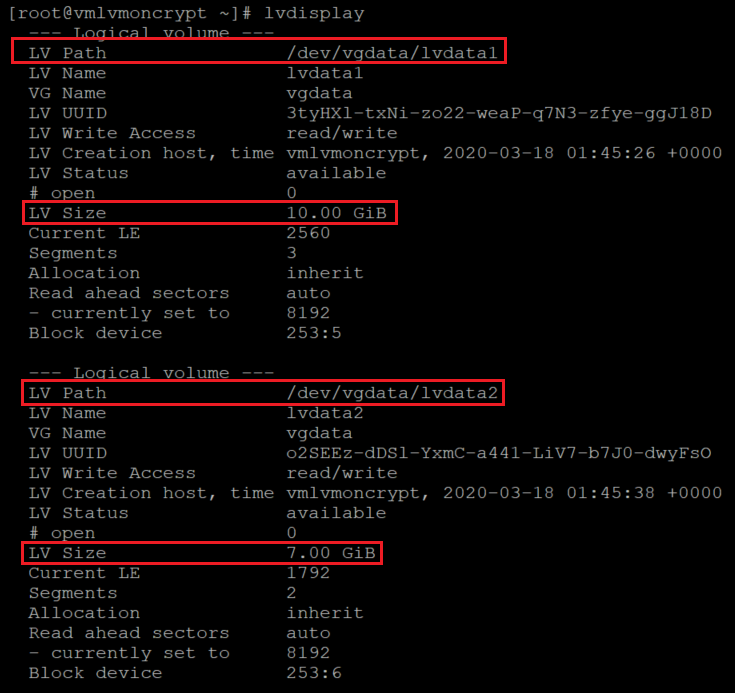 [root@vmlvmoncrypt ~]# lvdisplay
--- Logical volume ---
LV Path                /dev/vgdata/lvdata1
LV Name                lvdata1
VG Name                vgdata
LV UUID                3tyHXl-txNi-zo22-weaP-q7N3-zfye-ggJ18D
LV Write Access        read/write
LV Creation host, time vmlvmoncrypt, 2020-03-18 01:45:26 +0000
LV Status              available
# open                 0
LV Size                10.00 GiB
Current LE             2560
Segments               3
Allocation             inherit
Read ahead sectors     auto
- currently set to     8192
Block device           253:5

--- Logical volume ---
LV Path                /dev/vgdata/lvdata2
LV Name                lvdata2
VG Name                vgdata
LV UUID                o2SEEz-dDSl-YxmC-a441-LiV7-b7J0-dwyFsO
LV Write Access        read/write
LV Creation host, time vmlvmoncrypt, 2020-03-18 01:45:38 +0000
LV Status              available
# open                 0
LV Size                7.00 GiB
Current LE             1792
Segments               2
Allocation             inherit
Read ahead sectors     auto
- currently set to     8192
Block device           253:6